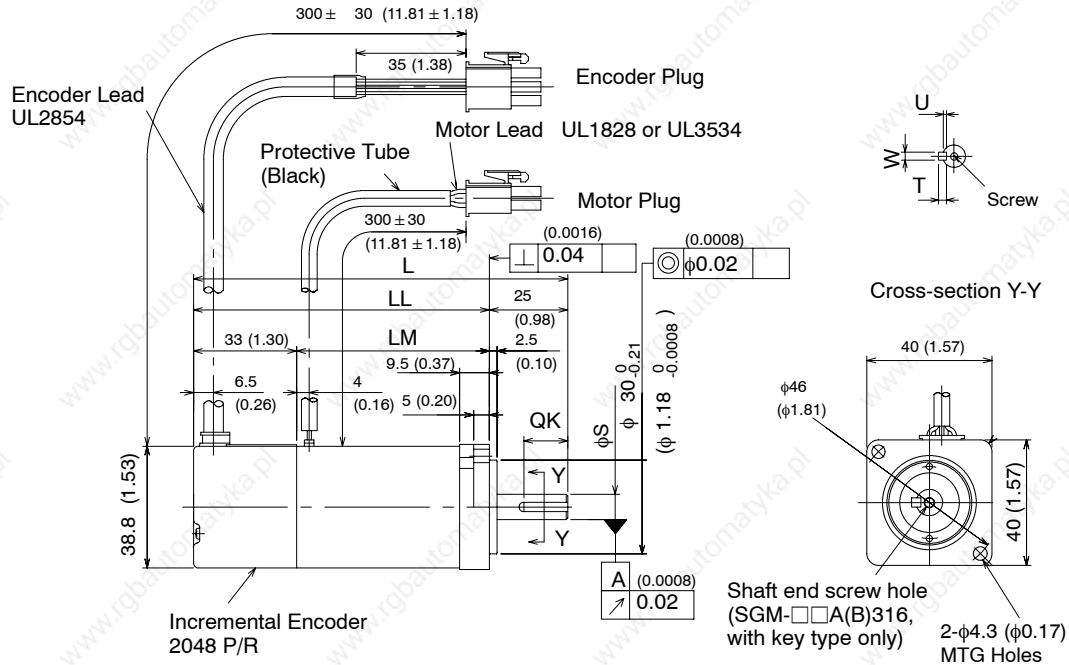 300 ± 30 (11.81 ± 1.18)
35 (1.38)
Encoder Plug
Encoder Lead
UL2854
Motor Lead UL1828 or UL3534
Protective Tube
(Black)
Motor Plug
300 ± 30
(11.81 ± 1.18)
U
W
T
Screw
Cross-section Y-Y
(0.0016)
⊥ 0.04
(0.0008)
◎ φ0.02
L
LL
25
(0.98)
33 (1.30)
LM
2.5
(0.10)
9.5 (0.37)
6.5
(0.26)
4
(0.16)
5 (0.20)
QK
φS
φ 30 0 -0.21
(φ 1.18 0 -0.0008 )
Y
Y
38.8 (1.53)
A
(0.0008)
↗ 0.02
Incremental Encoder
2048 P/R
40 (1.57)
φ46
(φ1.81)
40 (1.57)
Shaft end screw hole
(SGM-□□A(B)316,
with key type only)
2-φ4.3 (φ0.17)
MTG Holes
www.rgbautomatyka.pl